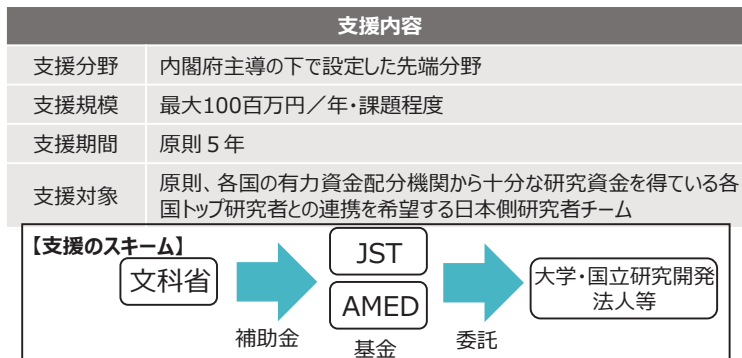 支援内容
支援分野 内閣府主導の下で設定した先端分野
支援規模 最大100百万円／年・課題程度
支援期間 原則５年
支援対象 原則、各国の有力資金配分機関から十分な研究資金を得ている各
国トップ研究者との連携を希望する日本側研究者チーム
【支援のスキーム】
文科省
補助金
JST
AMED
基金
委託
大学・国立研究開発
法人等